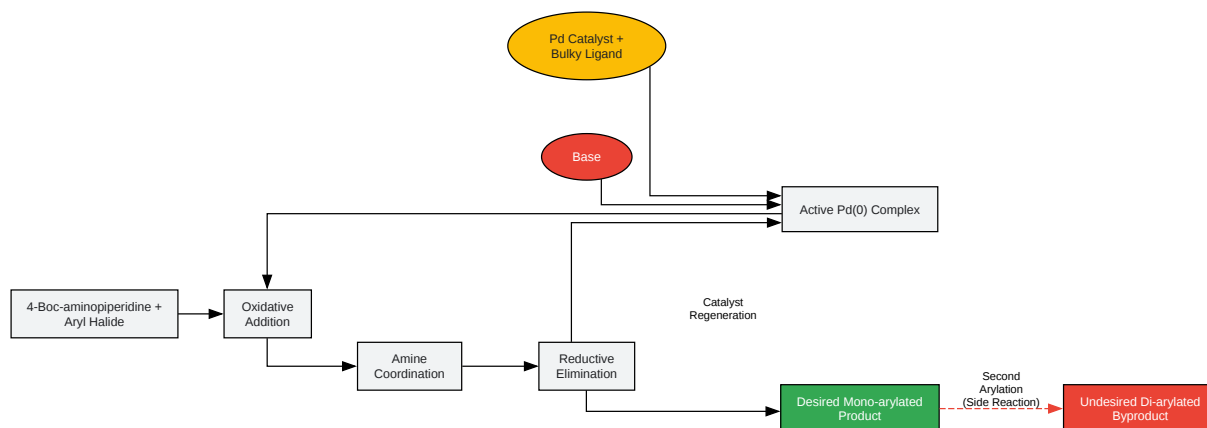 Pd Catalyst +
Bulky Ligand
Base
Active Pd(0) Complex
4-Boc-aminopiperidine +
Aryl Halide
Oxidative
Addition
Catalyst
Regeneration
Amine
Coordination
Reductive
Elimination
Desired Mono-arylated
Product
Second
Arylation
(Side Reaction)
Undesired Di-arylated
Byproduct